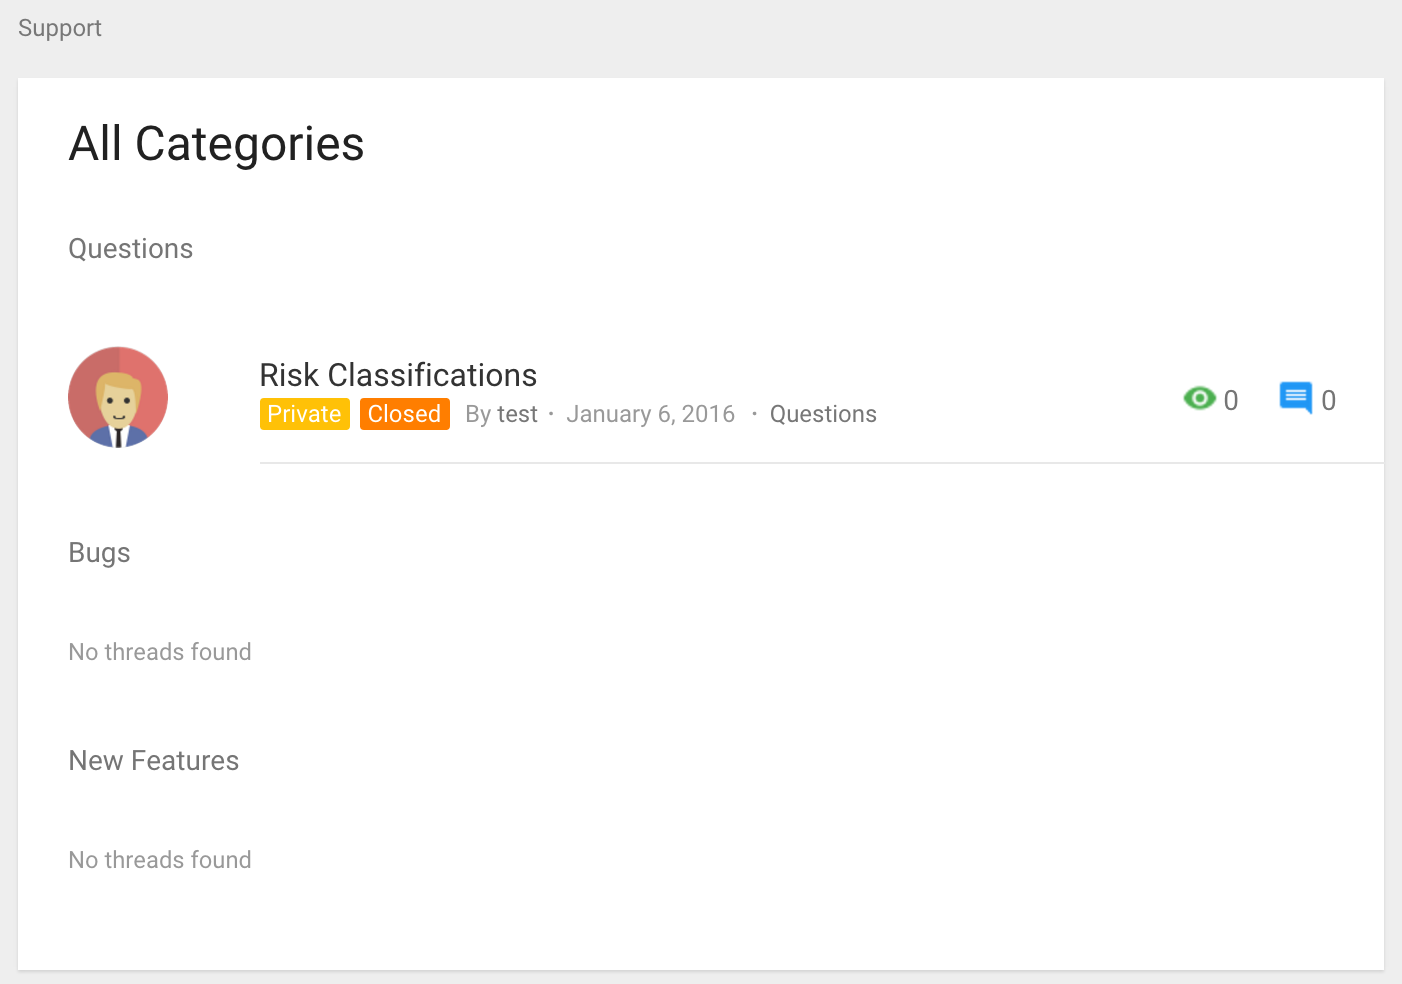 Support
All Categories
Questions
Risk Classifications
Private Closed By test · January 6, 2016 · Questions
0 0
Bugs
No threads found
New Features
No threads found